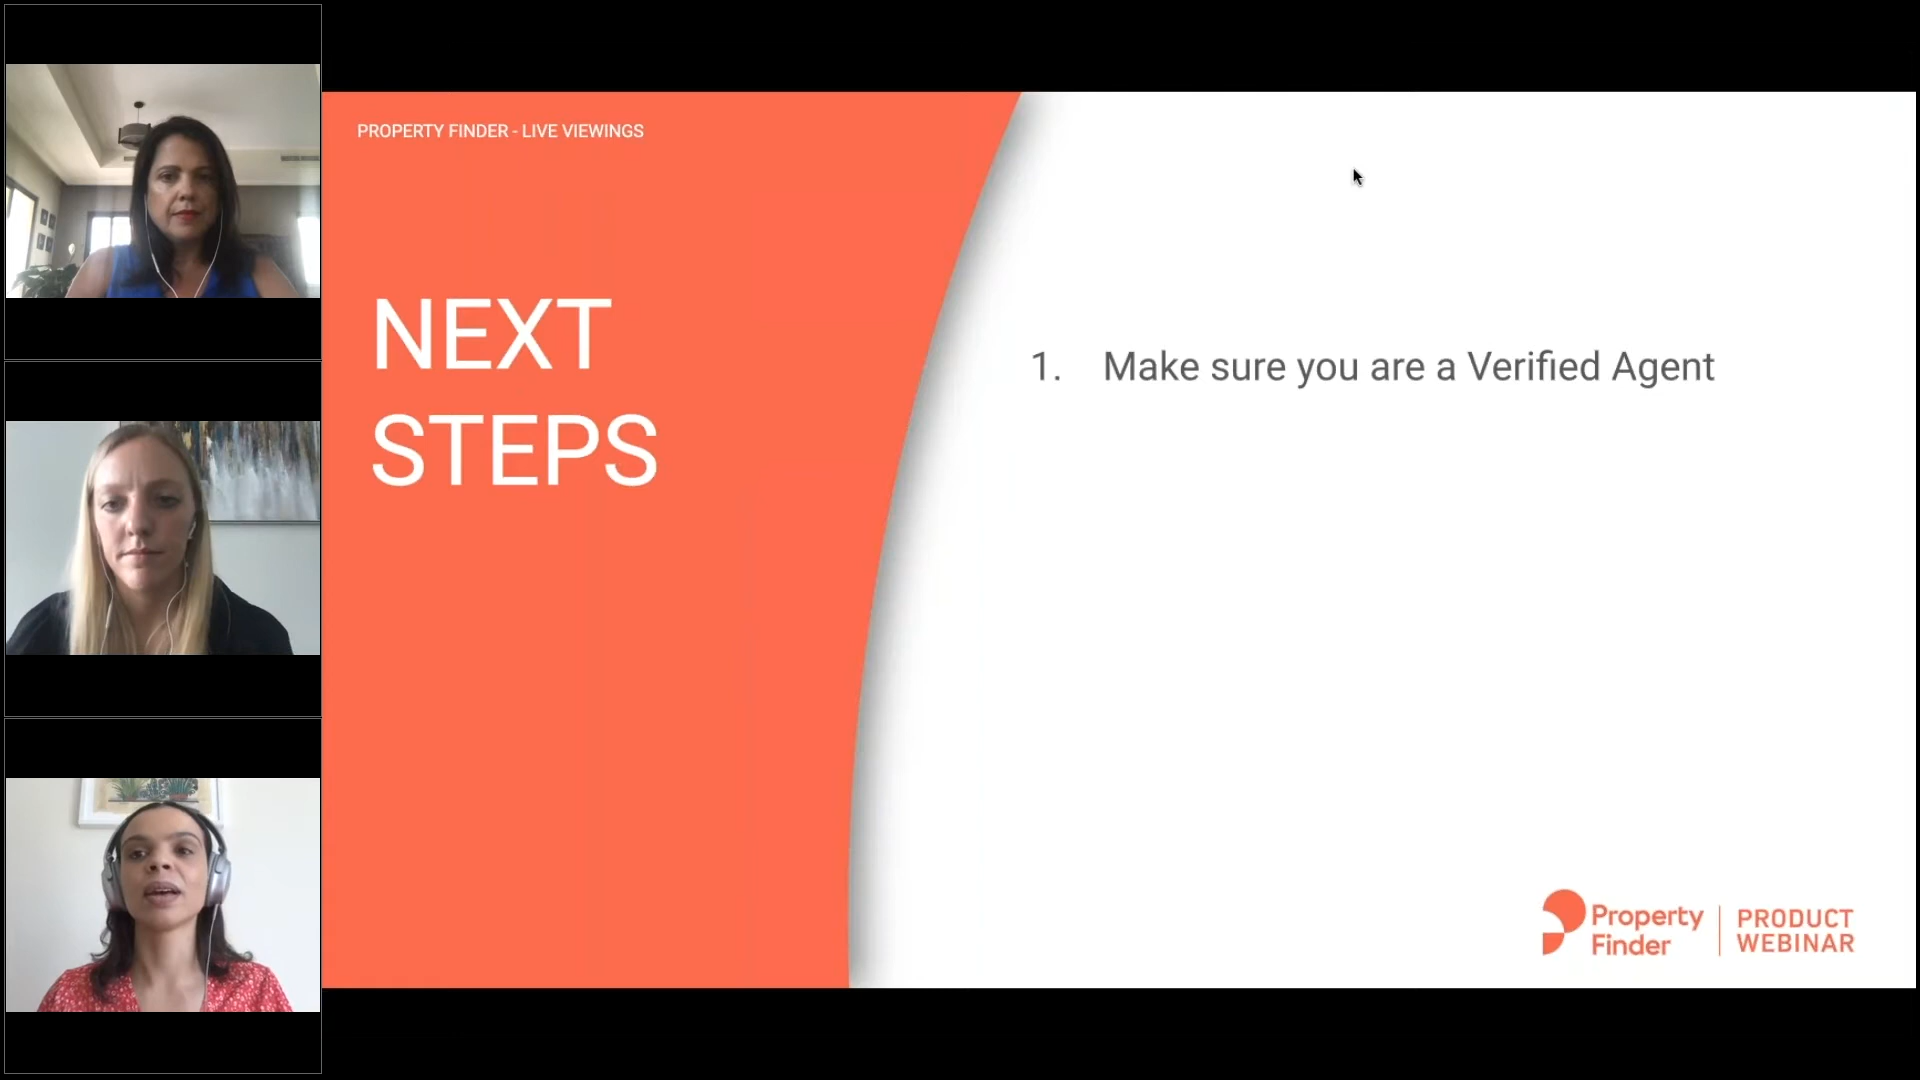 PROPERTY FINDER - LIVE VIEWINGS
NEXT
STEPS
1. Make sure you are a Verified Agent
Property
Finder
PRODUCT
WEBINAR